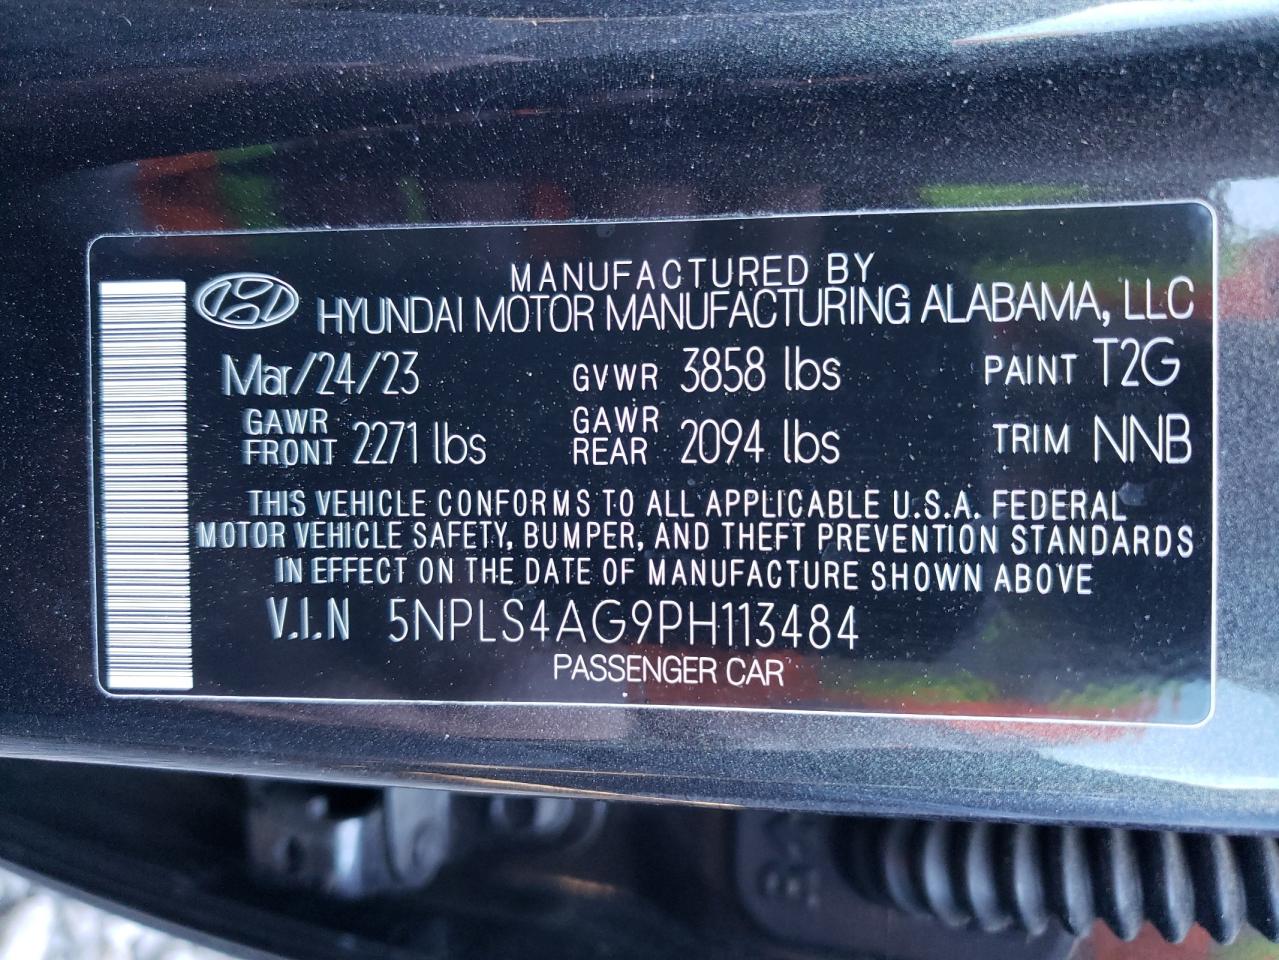 MANUFACTURED BY
HYUNDAI MOTOR MANUFACTURING ALABAMA, LLC
Mar/24/23 GVWR 3858 lbs PAINT T2G
GAWR FRONT 2271 lbs GAWR REAR 2094 lbs TRIM NNB
THIS VEHICLE CONFORMS TO ALL APPLICABLE U.S.A. FEDERAL
MOTOR VEHICLE SAFETY, BUMPER, AND THEFT PREVENTION STANDARDS
IN EFFECT ON THE DATE OF MANUFACTURE SHOWN ABOVE
V.I.N 5NPLS4AG9PH113484
PASSENGER CAR